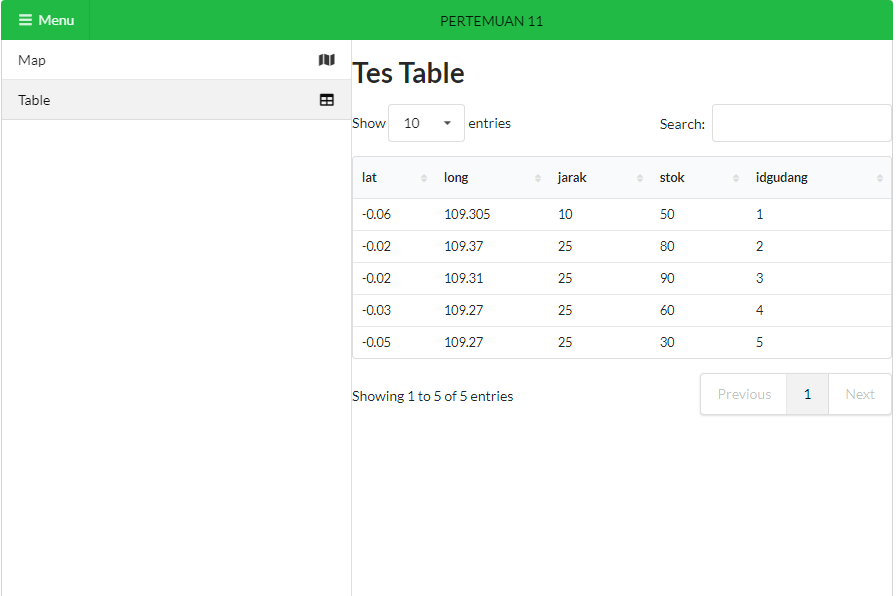 Menu PERTEMUAN 11
Map
Table
Tes Table
Show 10 entries Search:
lat long jarak stok idgudang
-0.06 109.305 10 50 1
-0.02 109.37 25 80 2
-0.02 109.31 25 90 3
-0.03 109.27 25 60 4
-0.05 109.27 25 30 5
Showing 1 to 5 of 5 entries Previous 1 Next